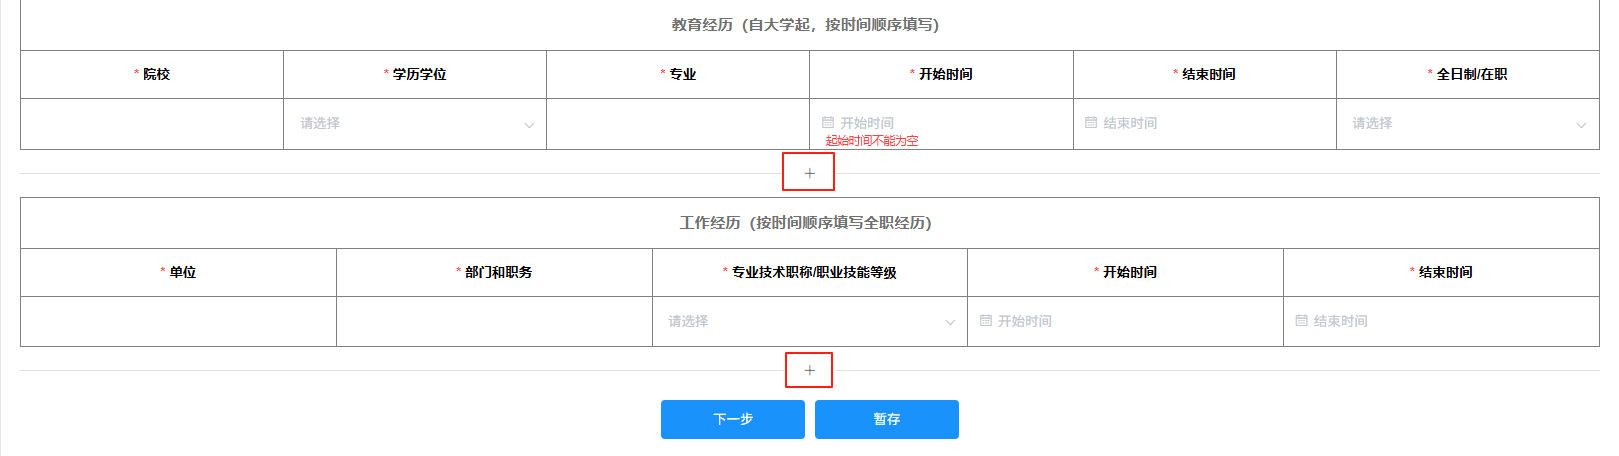 教育经历（自大学起，按时间顺序填写）
* 院校 * 学历学位 * 专业 * 开始时间 * 结束时间 * 全日制/在职
请选择 开始时间 结束时间 请选择
起始时间不能为空
+
工作经历（按时间顺序填写全职经历）
* 单位 * 部门和职务 * 专业技术职称/职业技能等级 * 开始时间 * 结束时间
请选择 开始时间 结束时间
+
下一步 暂存